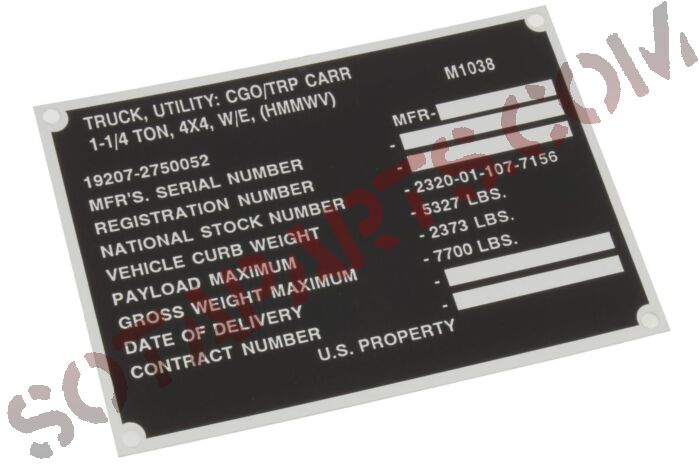 TRUCK, UTILITY: CGO/TRP CARR M1038
1-1/4 TON, 4X4, W/E, (HMMWV)
19207-2750052 MFR-
MFR'S. SERIAL NUMBER -
REGISTRATION NUMBER -
NATIONAL STOCK NUMBER - 2320-01-107-7156
VEHICLE CURB WEIGHT - 5327 LBS.
PAYLOAD MAXIMUM - 2373 LBS.
GROSS WEIGHT MAXIMUM - 7700 LBS.
DATE OF DELIVERY -
CONTRACT NUMBER -
U.S. PROPERTY
SOTAPARTS.COM